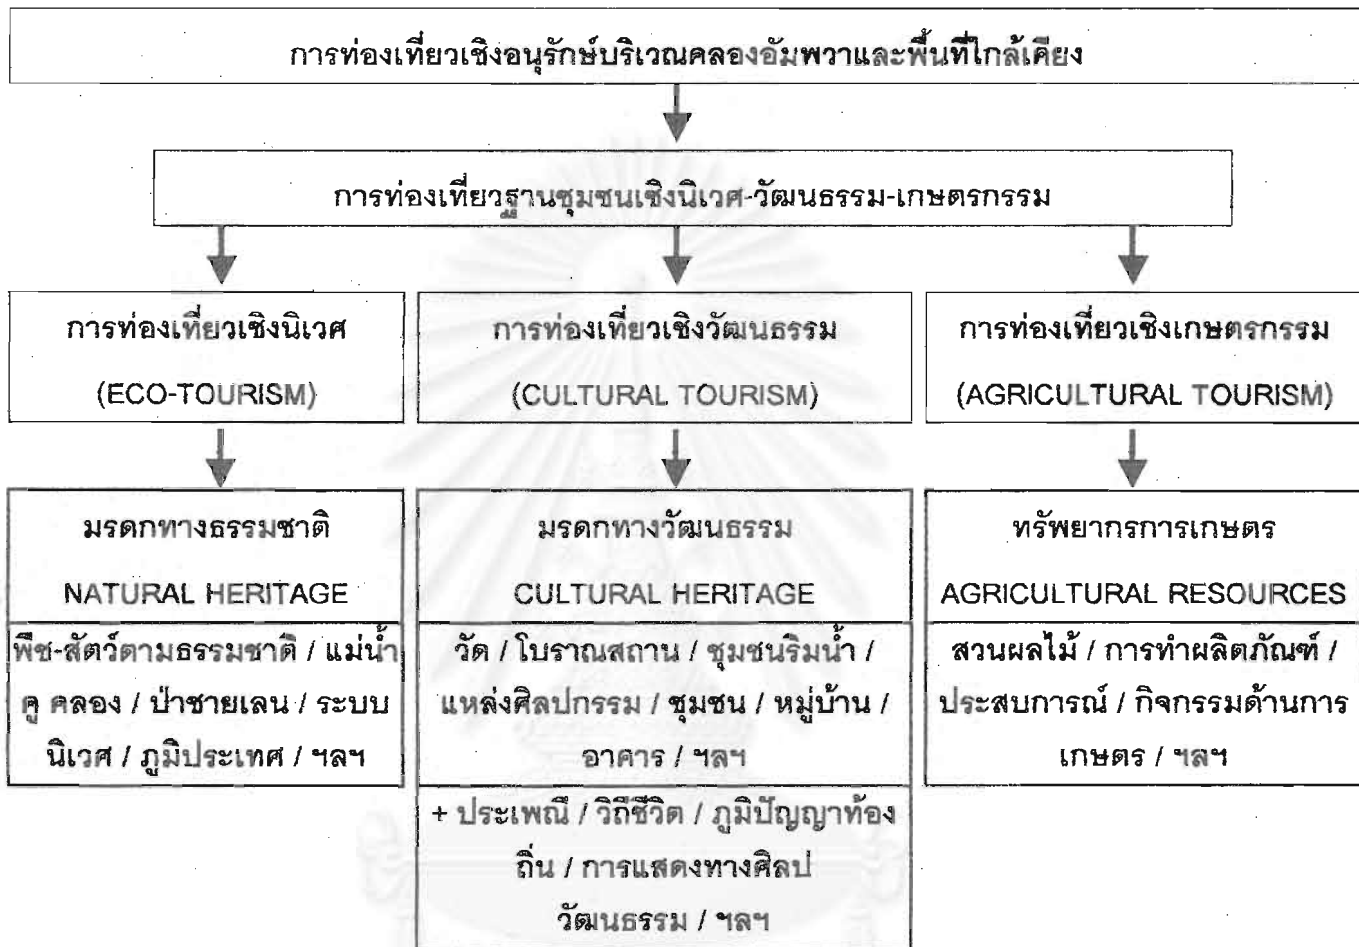 การท่องเที่ยวเชิงอนุรักษ์บริเวณคลองอัมพวาและพื้นที่ใกล้เคียง
การท่องเที่ยวฐานชุมชนเชิงนิเวศ-วัฒนธรรม-เกษตรกรรม
การท่องเที่ยวเชิงนิเวศ
(ECO-TOURISM)
การท่องเที่ยวเชิงวัฒนธรรม
(CULTURAL TOURISM)
การท่องเที่ยวเชิงเกษตรกรรม
(AGRICULTURAL TOURISM)
มรดกทางธรรมชาติ
NATURAL HERITAGE
พืช-สัตว์ตามธรรมชาติ / แม่น้ำ
คู คลอง / ป่าชายเลน / ระบบ
นิเวศ / ภูมิประเทศ / ฯลฯ
มรดกทางวัฒนธรรม
CULTURAL HERITAGE
วัด / โบราณสถาน / ชุมชนริมน้ำ /
แหล่งศิลปกรรม / ชุมชน / หมู่บ้าน /
อาคาร / ฯลฯ
+ ประเพณี / วิถีชีวิต / ภูมิปัญญาท้อง
ถิ่น / การแสดงทางศิลป
วัฒนธรรม / ฯลฯ
ทรัพยากรการเกษตร
AGRICULTURAL RESOURCES
สวนผลไม้ / การทำผลิตภัณฑ์ /
ประสบการณ์ / กิจกรรมด้านการ
เกษตร / ฯลฯ